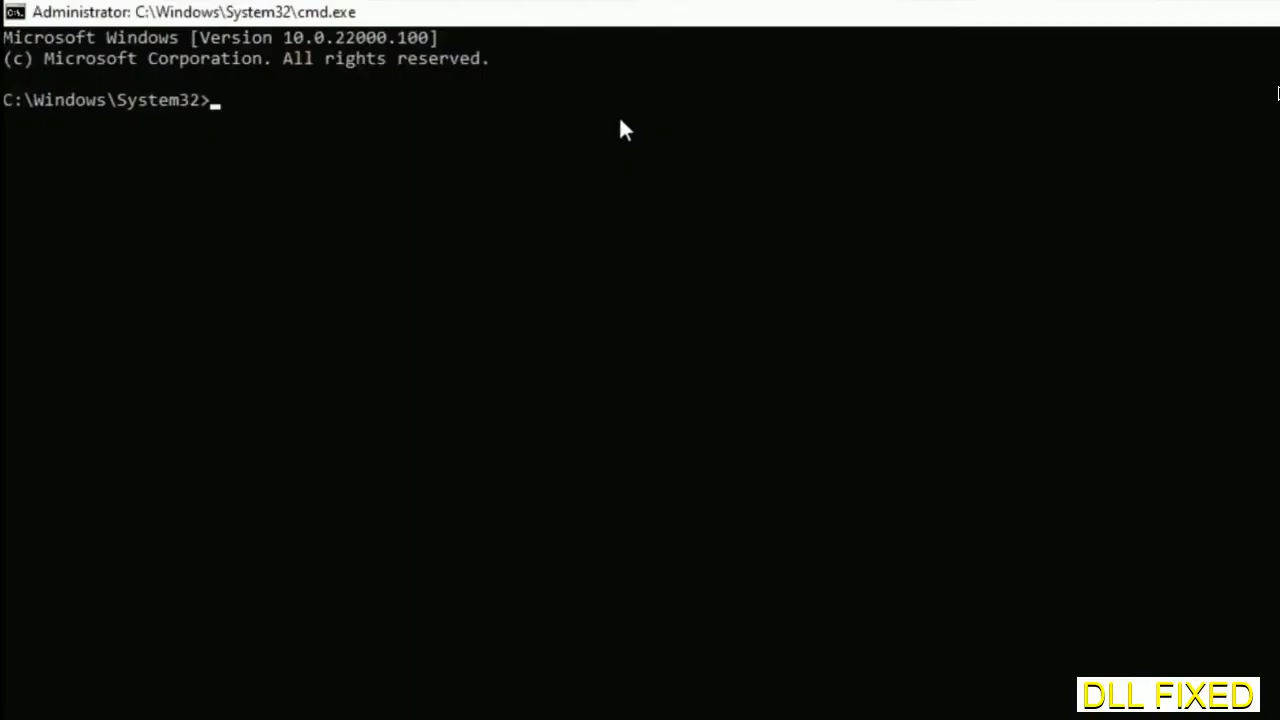 Administrator: C:\Windows\System32\cmd.exe
Microsoft Windows [Version 10.0.22000.100]
(c) Microsoft Corporation. All rights reserved.
C:\Windows\System32>
DLL FIXED